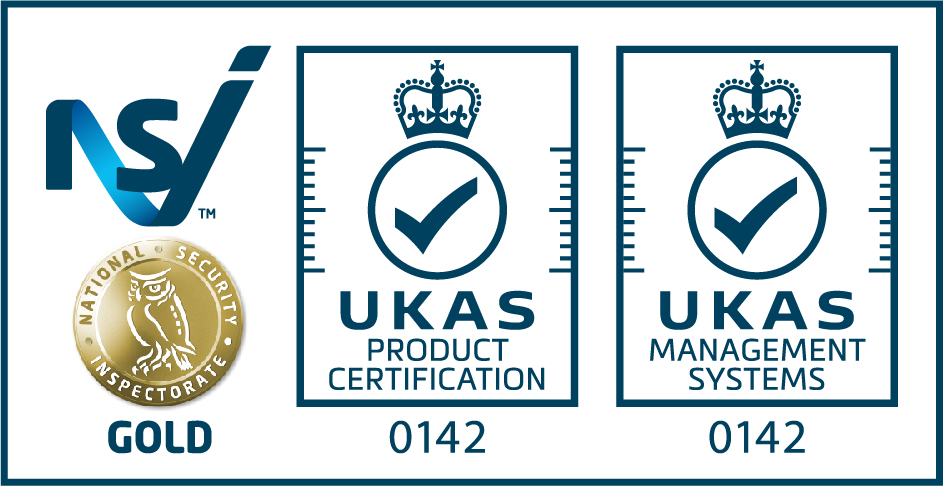 nsi
™
NATIONAL • SECURITY •
INSPECTORATE •
GOLD
UKAS
PRODUCT
CERTIFICATION
0142
UKAS
MANAGEMENT
SYSTEMS
0142